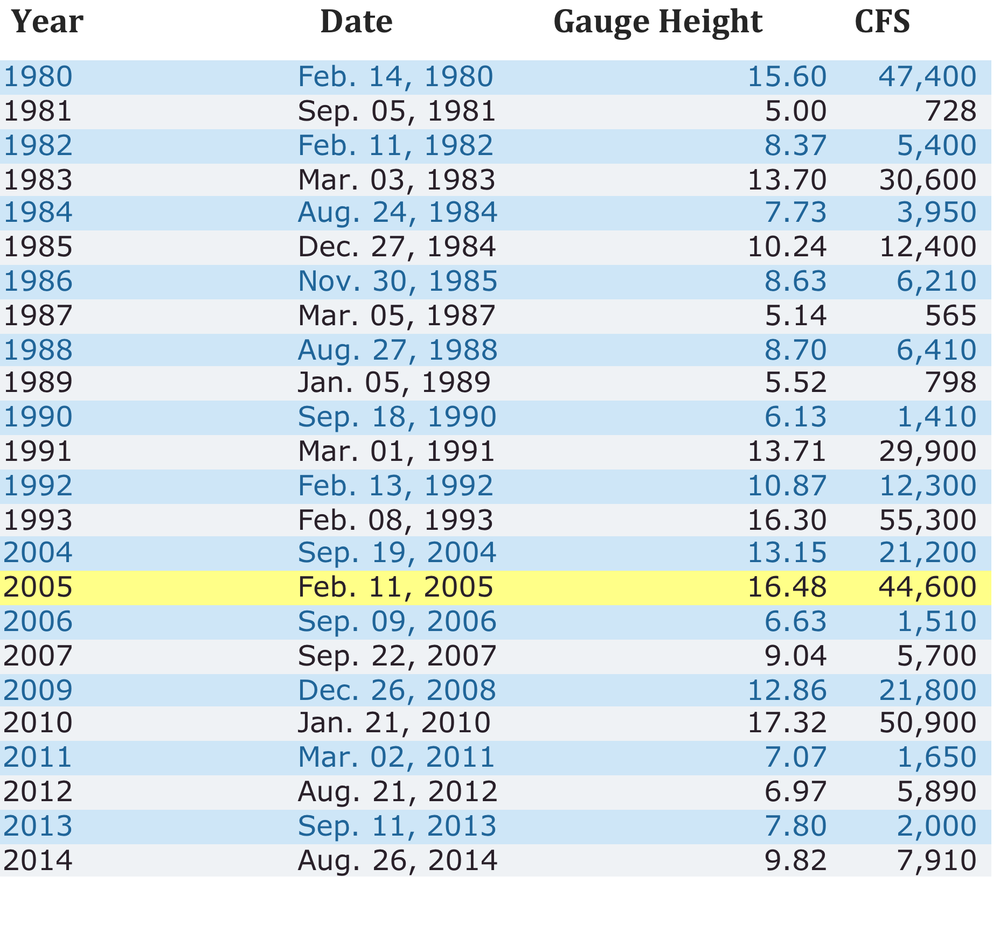 Year Date Gauge Height CFS
1980 Feb. 14, 1980 15.60 47,400
1981 Sep. 05, 1981 5.00 728
1982 Feb. 11, 1982 8.37 5,400
1983 Mar. 03, 1983 13.70 30,600
1984 Aug. 24, 1984 7.73 3,950
1985 Dec. 27, 1984 10.24 12,400
1986 Nov. 30, 1985 8.63 6,210
1987 Mar. 05, 1987 5.14 565
1988 Aug. 27, 1988 8.70 6,410
1989 Jan. 05, 1989 5.52 798
1990 Sep. 18, 1990 6.13 1,410
1991 Mar. 01, 1991 13.71 29,900
1992 Feb. 13, 1992 10.87 12,300
1993 Feb. 08, 1993 16.30 55,300
2004 Sep. 19, 2004 13.15 21,200
2005 Feb. 11, 2005 16.48 44,600
2006 Sep. 09, 2006 6.63 1,510
2007 Sep. 22, 2007 9.04 5,700
2009 Dec. 26, 2008 12.86 21,800
2010 Jan. 21, 2010 17.32 50,900
2011 Mar. 02, 2011 7.07 1,650
2012 Aug. 21, 2012 6.97 5,890
2013 Sep. 11, 2013 7.80 2,000
2014 Aug. 26, 2014 9.82 7,910